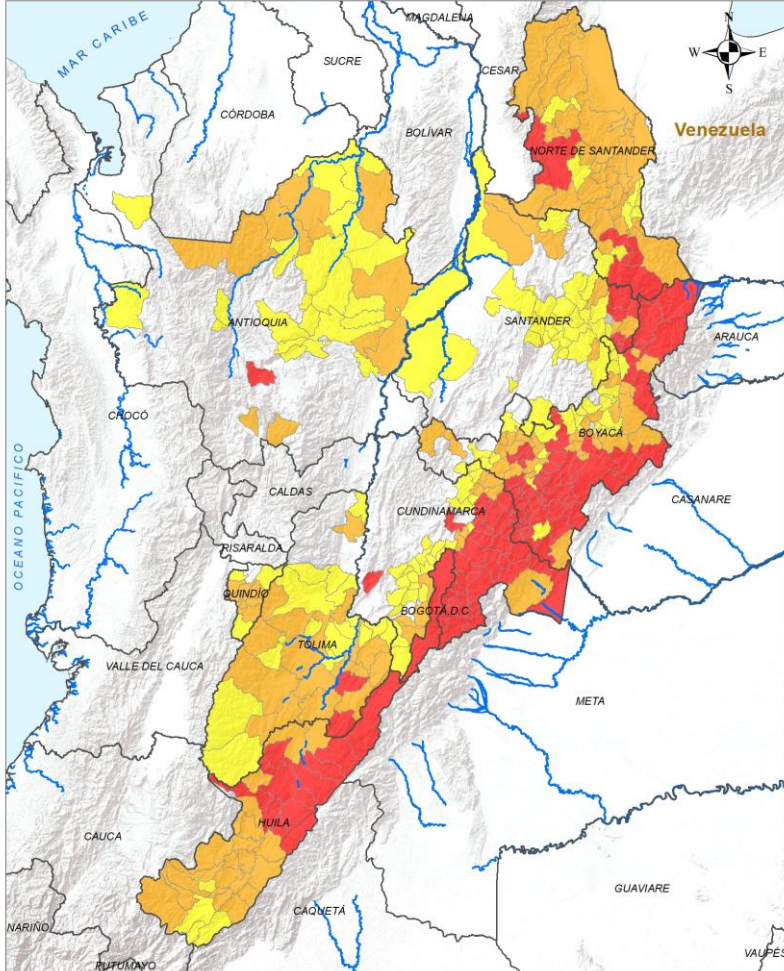 MAGDALENA
N
MAR CARIBE
SUCRE
W
E
CESAR
S
CÓRDOBA
BOLÍVAR
Venezuela
NORTE DE SANTANDER
ANTIOQUIA
SANTANDER
ARAUCA
CHOCÓ
BOYACÁ
CALDAS
CASANARE
OCEANO PACIFICO
CUNDINAMARCA
RISARALDA
QUINDÍO
BOGOTÁ, D.C
TOLIMA
VALLE DEL CAUCA
META
HUILA
CAUCA
GUAVIARE
CAQUETÁ
NARIÑO
PUTUMAYO
VAUPÉS